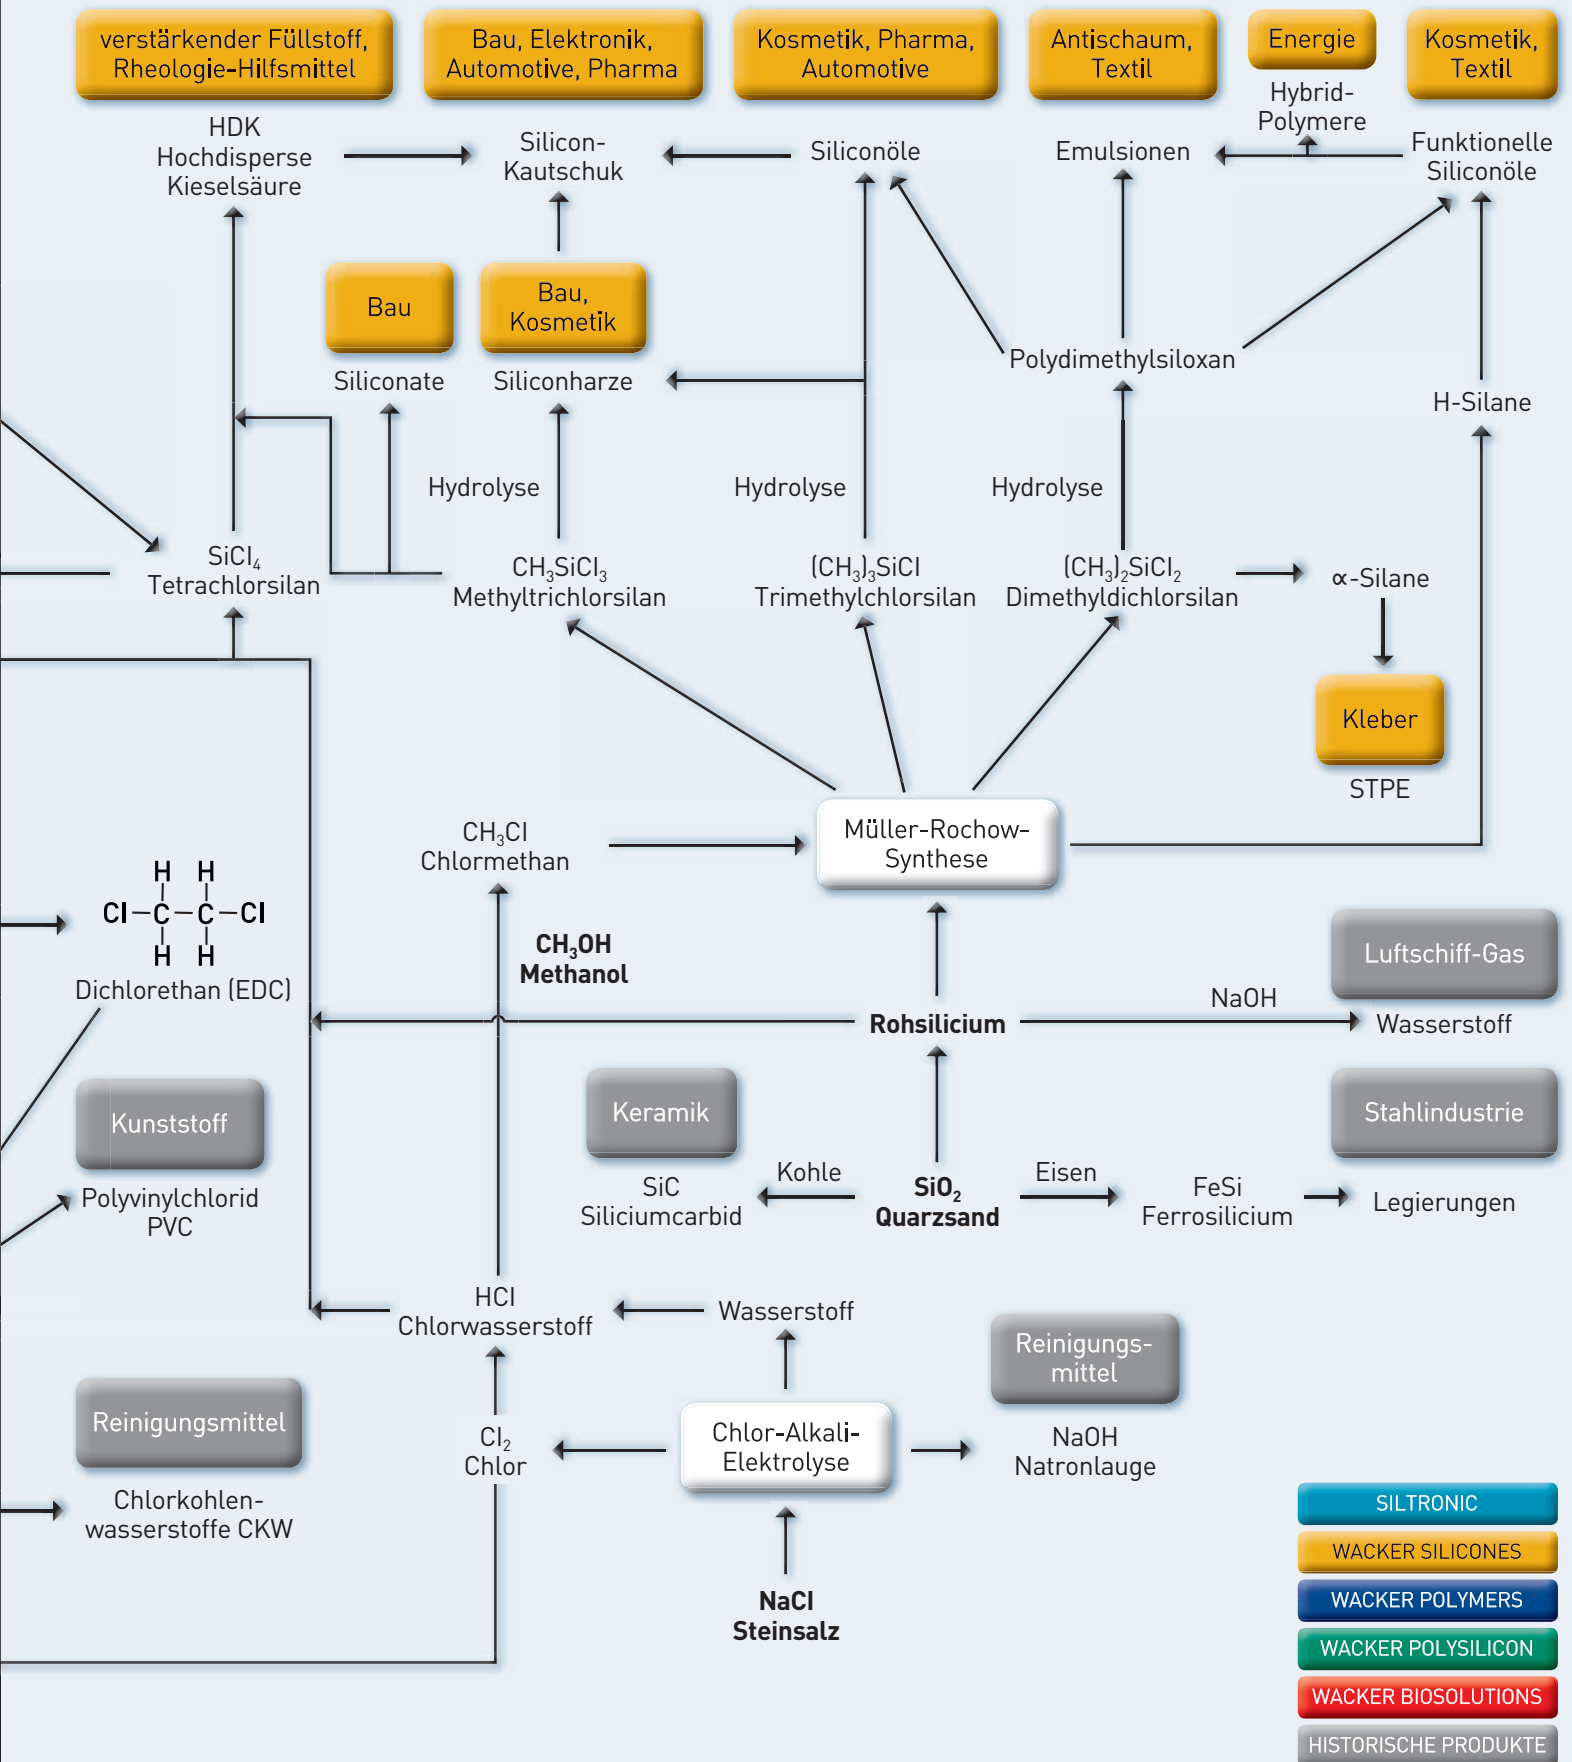 verstärkender Füllstoff,
Rheologie-Hilfsmittel
Bau, Elektronik,
Automotive, Pharma
Kosmetik, Pharma,
Automotive
Antischaum,
Textil
Energie
Kosmetik,
Textil
HDK
Hochdisperse
Kieselsäure
Silicon-
Kautschuk
Siliconöle
Emulsionen
Hybrid-
Polymere
Funktionelle
Siliconöle
Bau
Bau,
Kosmetik
Siliconate
Siliconharze
Polydimethylsiloxan
H-Silane
Hydrolyse
Hydrolyse
Hydrolyse
SiCl₄
Tetrachlorsilan
CH₃SiCl₃
Methyltrichlorsilan
(CH₃)₃SiCl
Trimethylchlorsilan
(CH₃)₂SiCl₂
Dimethyldichlorsilan
∝-Silane
Kleber
STPE
CH₃Cl
Chlormethan
Müller-Rochow-
Synthese
H H
Cl–C–C–Cl
H H
Dichlorethan (EDC)
CH₃OH
Methanol
Luftschiff-Gas
Rohsilicium
NaOH
Wasserstoff
Kunststoff
Keramik
Stahlindustrie
Polyvinylchlorid
PVC
SiC
Siliciumcarbid
Kohle
SiO₂
Quarzsand
Eisen
FeSi
Ferrosilicium
Legierungen
HCl
Chlorwasserstoff
Wasserstoff
Reinigungs-
mittel
Reinigungsmittel
Cl₂
Chlor
Chlor-Alkali-
Elektrolyse
NaOH
Natronlauge
Chlorkohlen-
wasserstoffe CKW
NaCl
Steinsalz
SILTRONIC
WACKER SILICONES
WACKER POLYMERS
WACKER POLYSILICON
WACKER BIOSOLUTIONS
HISTORISCHE PRODUKTE